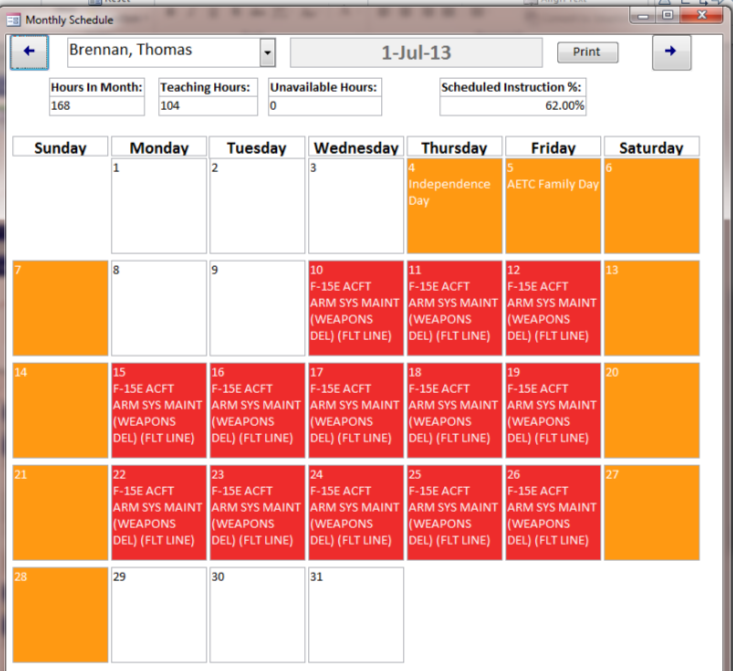 Monthly Schedule
Brennan, Thomas
1-Jul-13
Print
Hours In Month:
Teaching Hours:
Unavailable Hours:
Scheduled Instruction %:
168
104
0
62.00%
Sunday
Monday
Tuesday
Wednesday
Thursday
Friday
Saturday
1
2
3
4
Independence
Day
5
AETC Family Day
6
7
8
9
10
F-15E ACFT
ARM SYS MAINT
(WEAPONS
DEL) (FLT LINE)
11
F-15E ACFT
ARM SYS MAINT
(WEAPONS
DEL) (FLT LINE)
12
F-15E ACFT
ARM SYS MAINT
(WEAPONS
DEL) (FLT LINE)
13
14
15
F-15E ACFT
ARM SYS MAINT
(WEAPONS
DEL) (FLT LINE)
16
F-15E ACFT
ARM SYS MAINT
(WEAPONS
DEL) (FLT LINE)
17
F-15E ACFT
ARM SYS MAINT
(WEAPONS
DEL) (FLT LINE)
18
F-15E ACFT
ARM SYS MAINT
(WEAPONS
DEL) (FLT LINE)
19
F-15E ACFT
ARM SYS MAINT
(WEAPONS
DEL) (FLT LINE)
20
21
22
F-15E ACFT
ARM SYS MAINT
(WEAPONS
DEL) (FLT LINE)
23
F-15E ACFT
ARM SYS MAINT
(WEAPONS
DEL) (FLT LINE)
24
F-15E ACFT
ARM SYS MAINT
(WEAPONS
DEL) (FLT LINE)
25
F-15E ACFT
ARM SYS MAINT
(WEAPONS
DEL) (FLT LINE)
26
F-15E ACFT
ARM SYS MAINT
(WEAPONS
DEL) (FLT LINE)
27
28
29
30
31